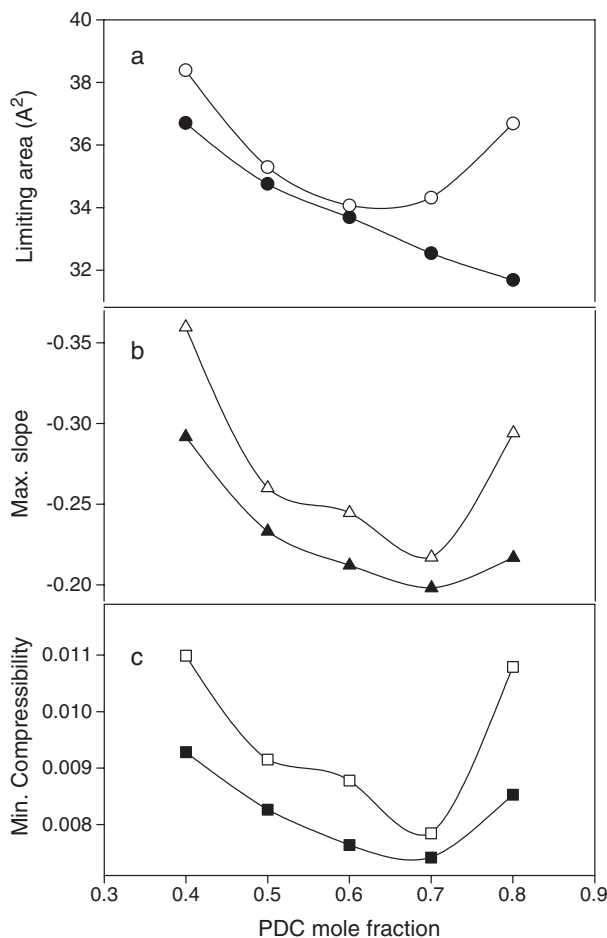 40
a
38
36
34
32
Limiting area (A²)
-0.35
b
-0.30
-0.25
-0.20
Max. slope
0.011
c
0.010
0.009
0.008
Min. Compressibility
0.3 0.4 0.5 0.6 0.7 0.8 0.9
PDC mole fraction